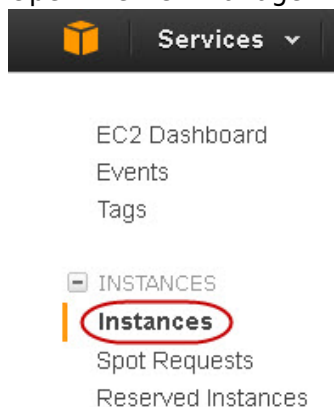 Services
EC2 Dashboard
Events
Tags
INSTANCES
Instances
Spot Requests
Reserved Instances